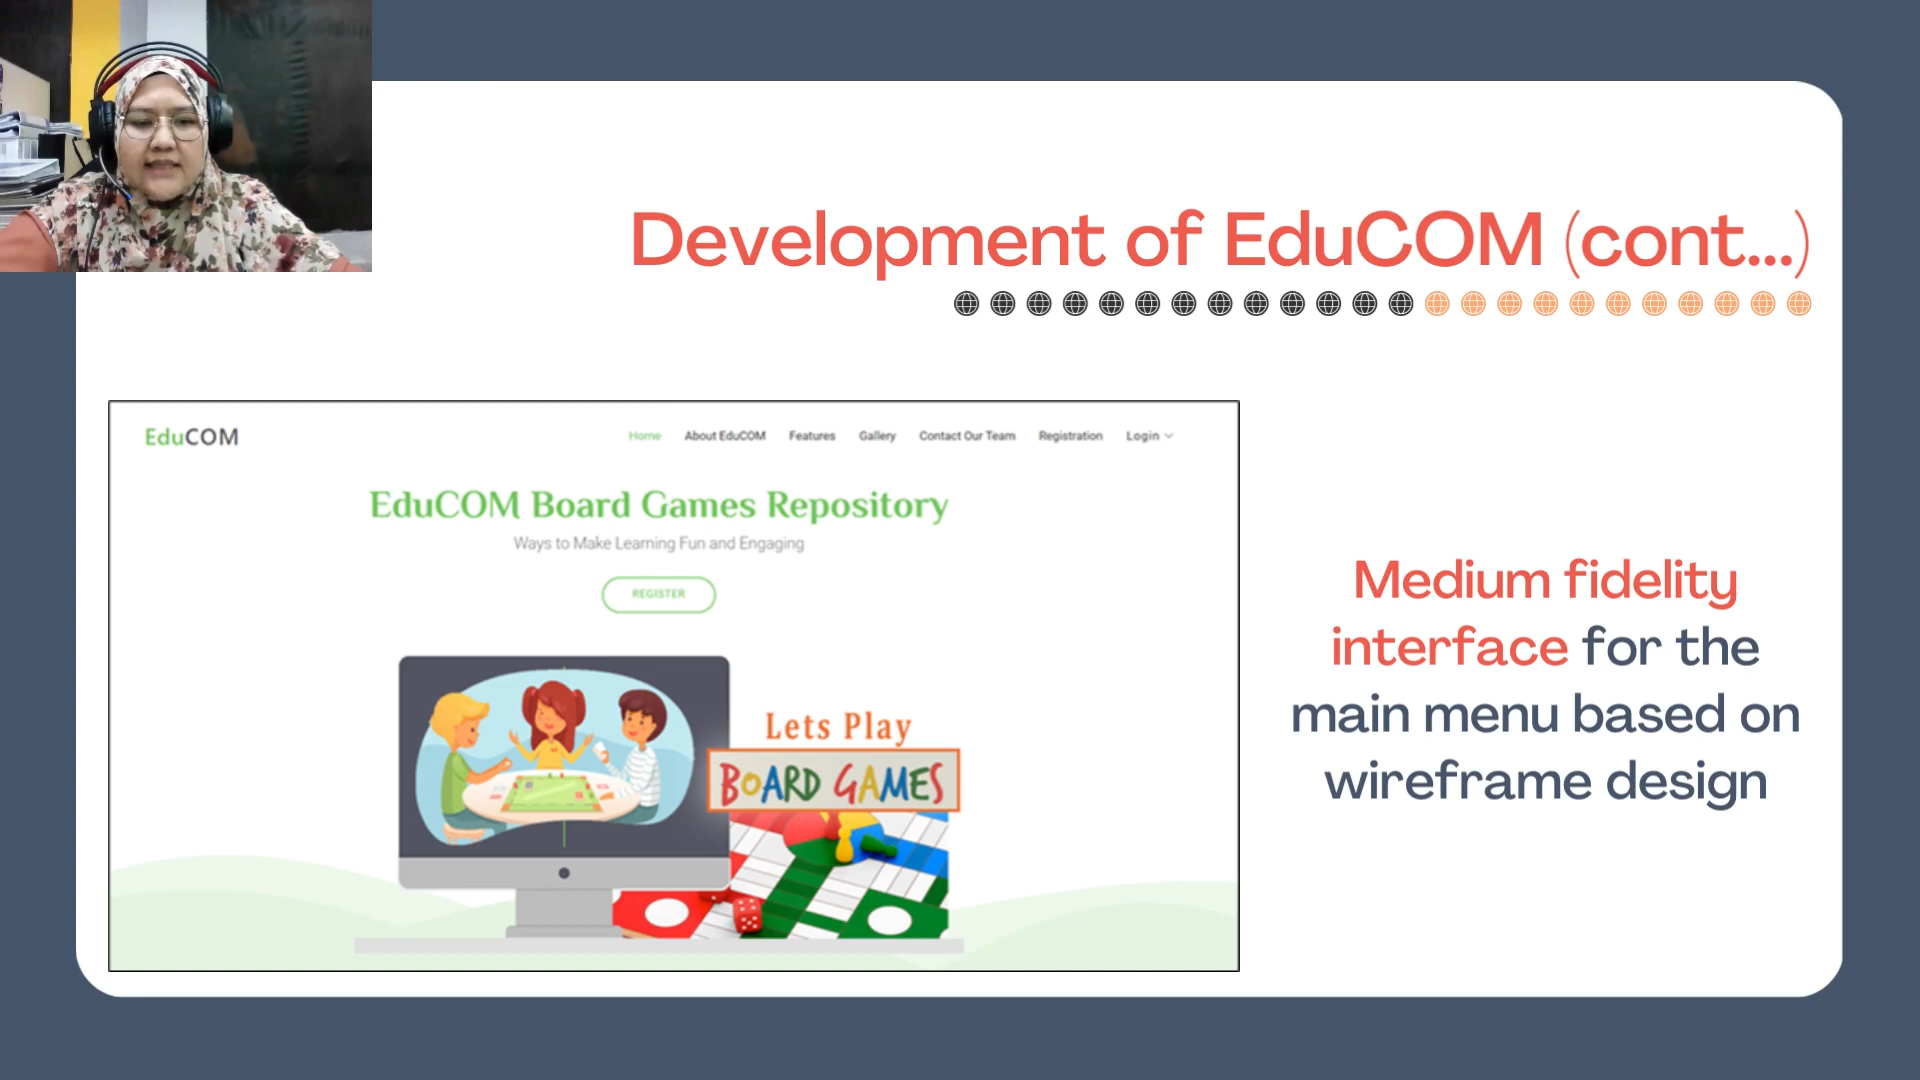 Development of EduCOM (cont...)
EduCOM
Home About EduCOM Features Gallery Contact Our Team Registration Login
EduCOM Board Games Repository
Ways to Make Learning Fun and Engaging
REGISTER
Lets Play
BOARD GAMES
Medium fidelity
interface for the
main menu based on
wireframe design